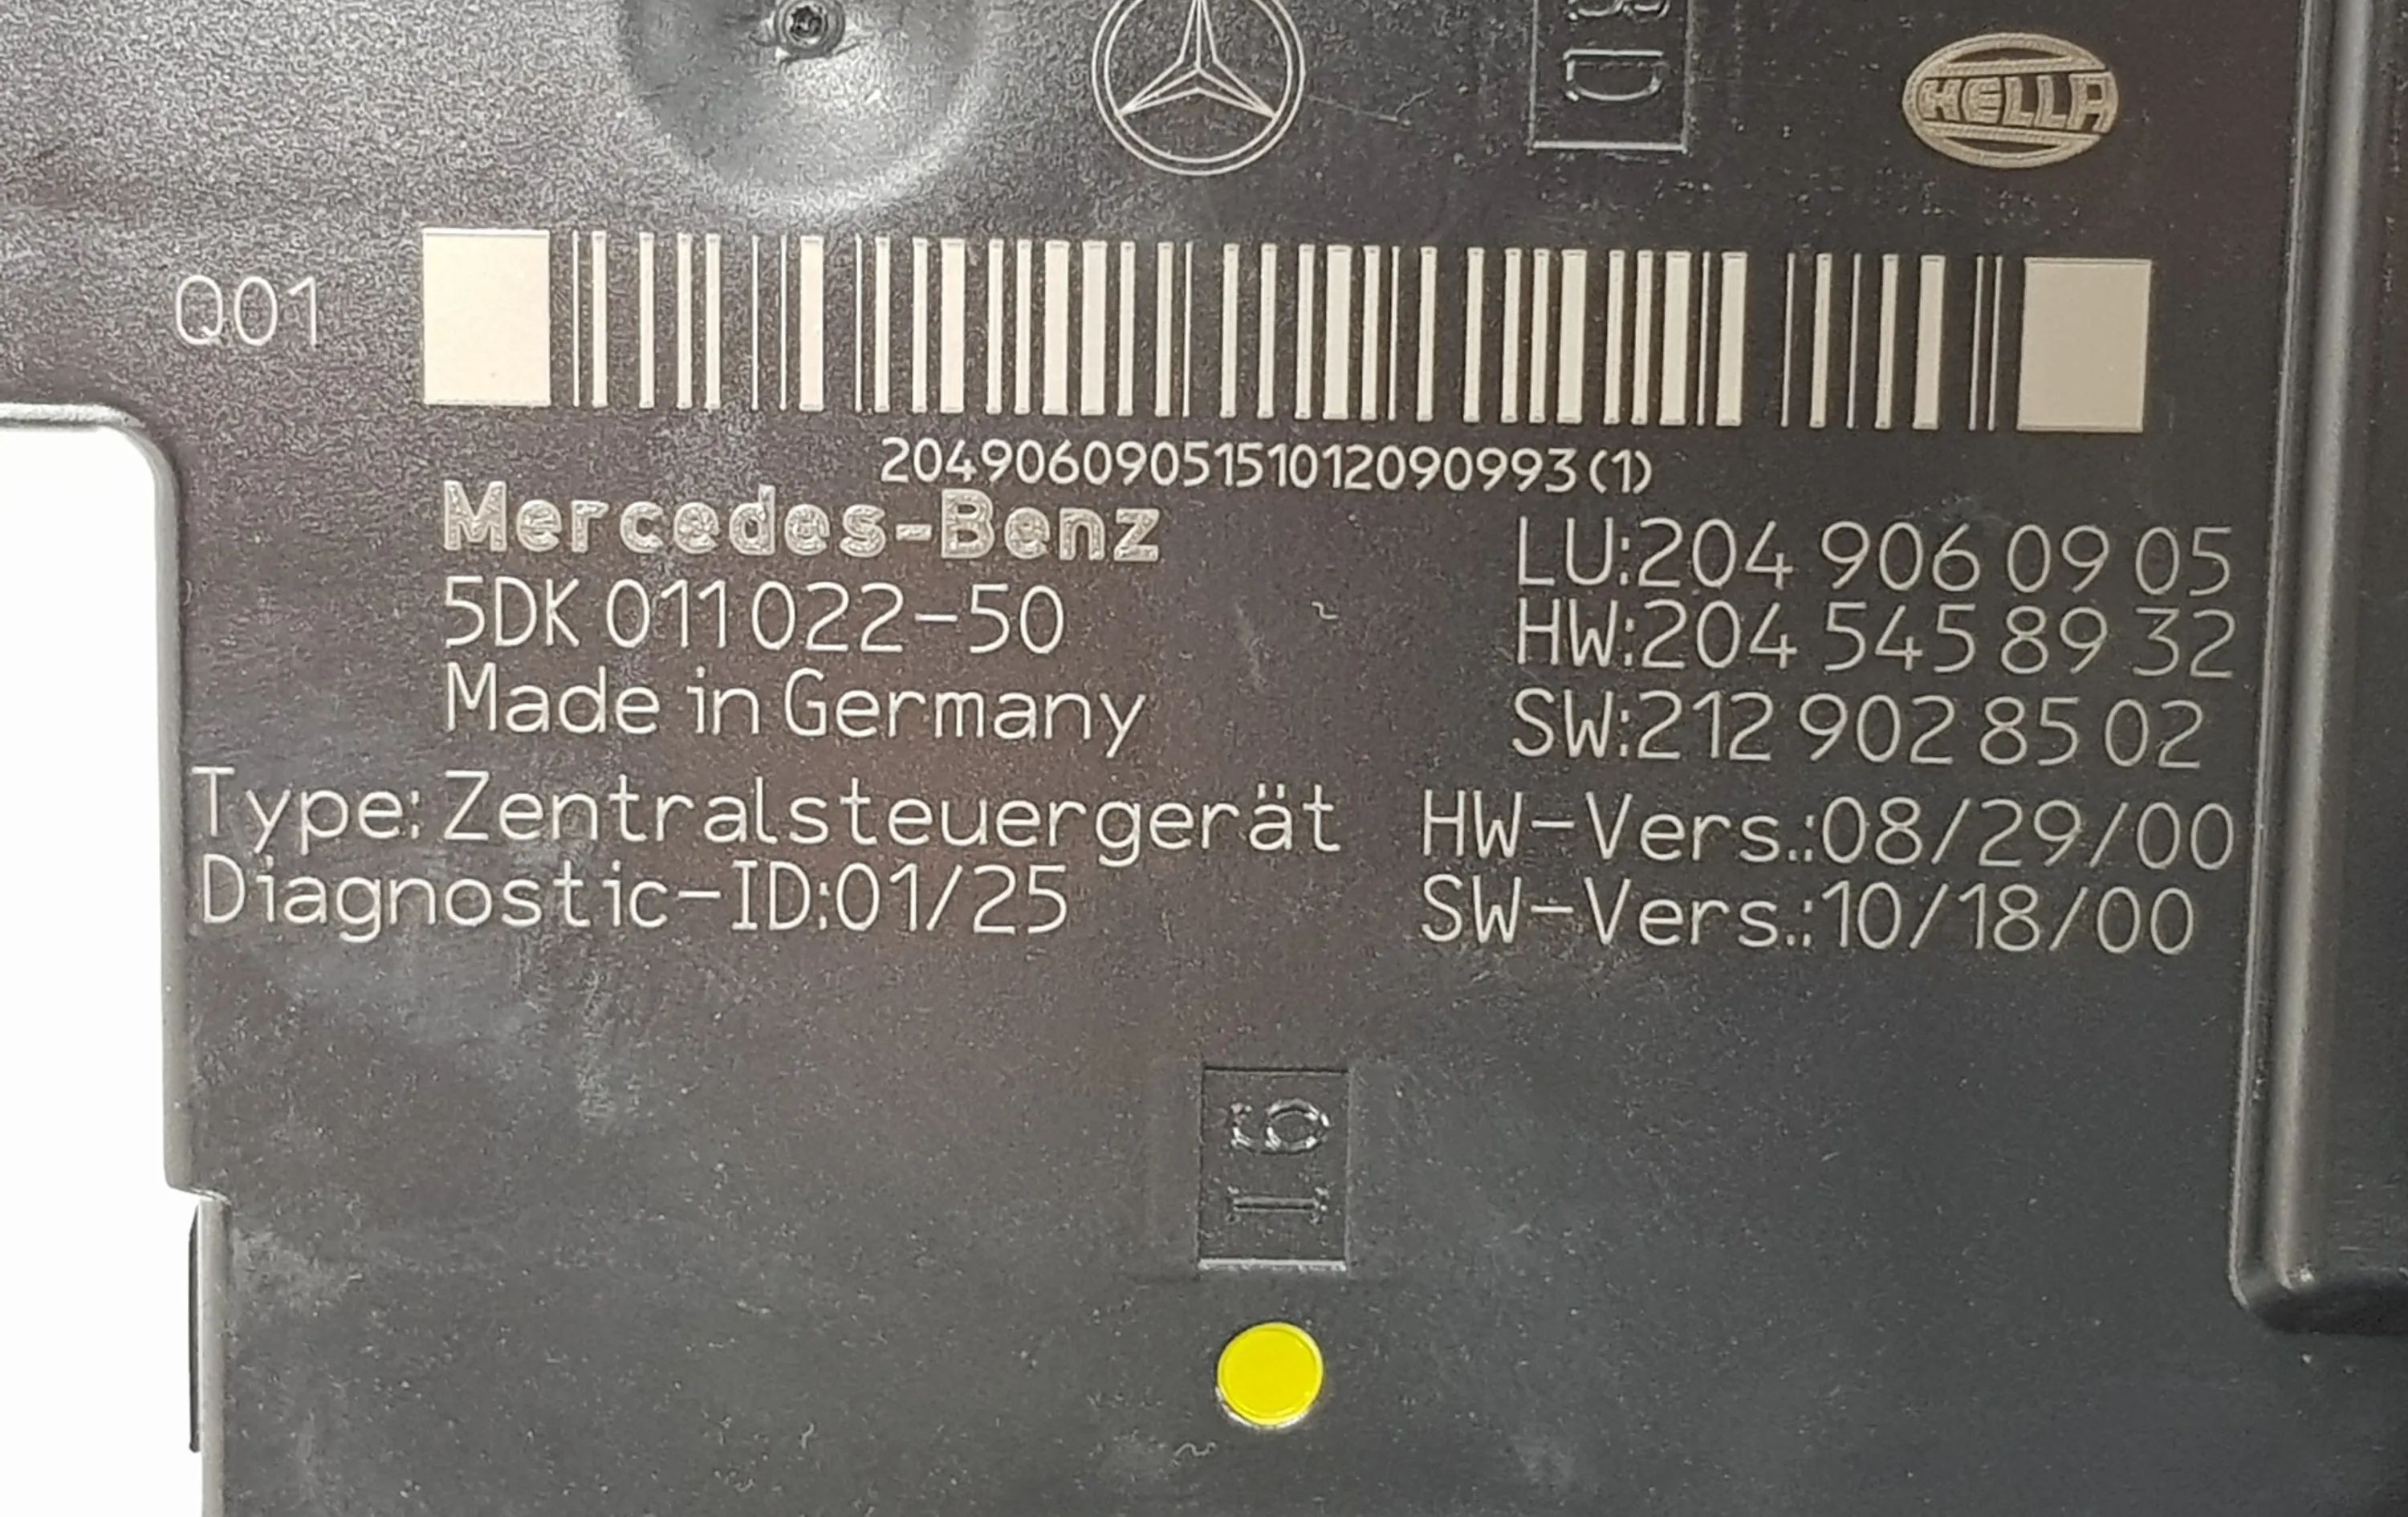 HELLA
Q01
204906090515101209​0993(1)
Mercedes-Benz
5DK 011 022-50
Made in Germany
Type: Zentralsteuergerät
Diagnostic-ID:01/25
LU:204 906 09 05
HW:204 545 89 32
SW:212 902 85 02
HW-Vers.:08/29/00
SW-Vers.:10/18/00
16